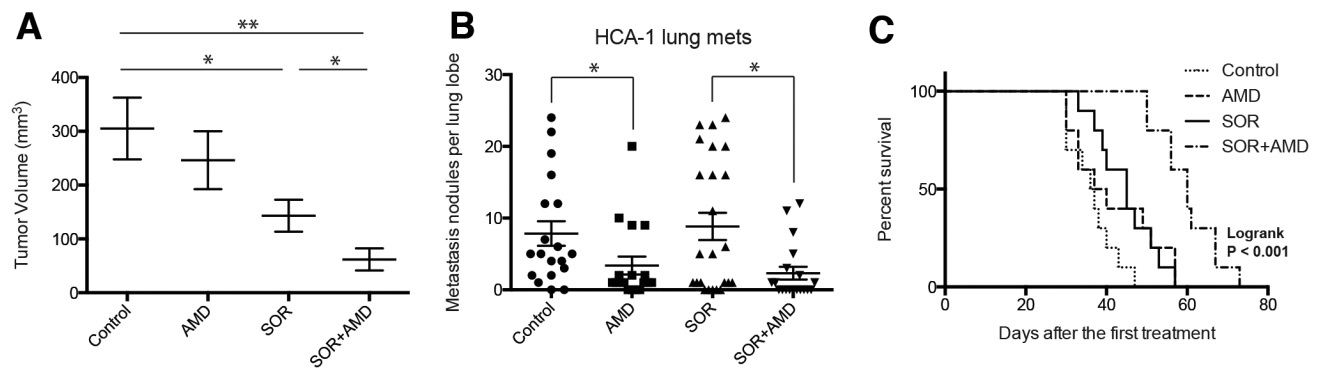 A
**
*
*
Tumor Volume (mm³)
400
300
200
100
0
Control
AMD
SOR
SOR+AMD
B
HCA-1 lung mets
*
*
Metastasis nodules per lung lobe
30
20
10
0
Control
AMD
SOR
SOR+AMD
C
Control
AMD
SOR
SOR+AMD
Percent survival
100
50
0
Logrank
P < 0.001
0
20
40
60
80
Days after the first treatment